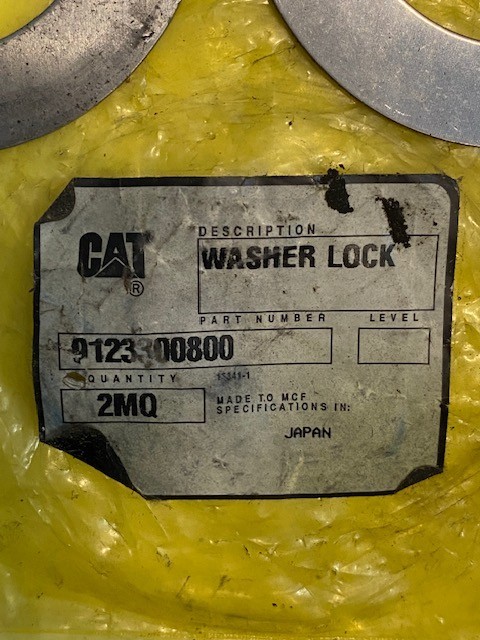 CAT
®
DESCRIPTION
WASHER LOCK
PART NUMBER LEVEL
9123300800
QUANTITY
2MQ
MADE TO MCF
SPECIFICATIONS IN:
JAPAN